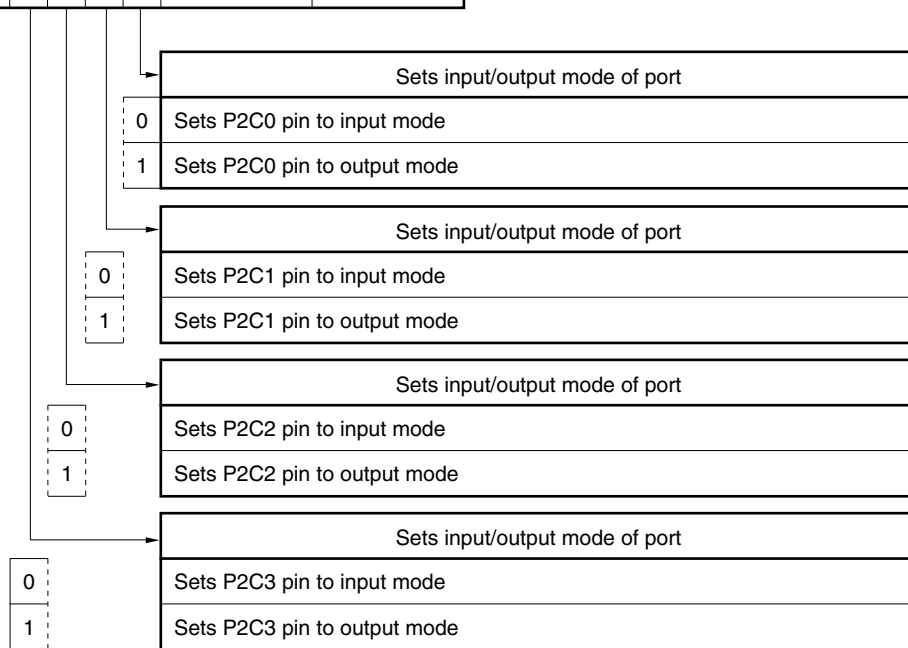 Sets input/output mode of port
0 Sets P2C0 pin to input mode
1 Sets P2C0 pin to output mode
Sets input/output mode of port
0 Sets P2C1 pin to input mode
1 Sets P2C1 pin to output mode
Sets input/output mode of port
0 Sets P2C2 pin to input mode
1 Sets P2C2 pin to output mode
Sets input/output mode of port
0 Sets P2C3 pin to input mode
1 Sets P2C3 pin to output mode